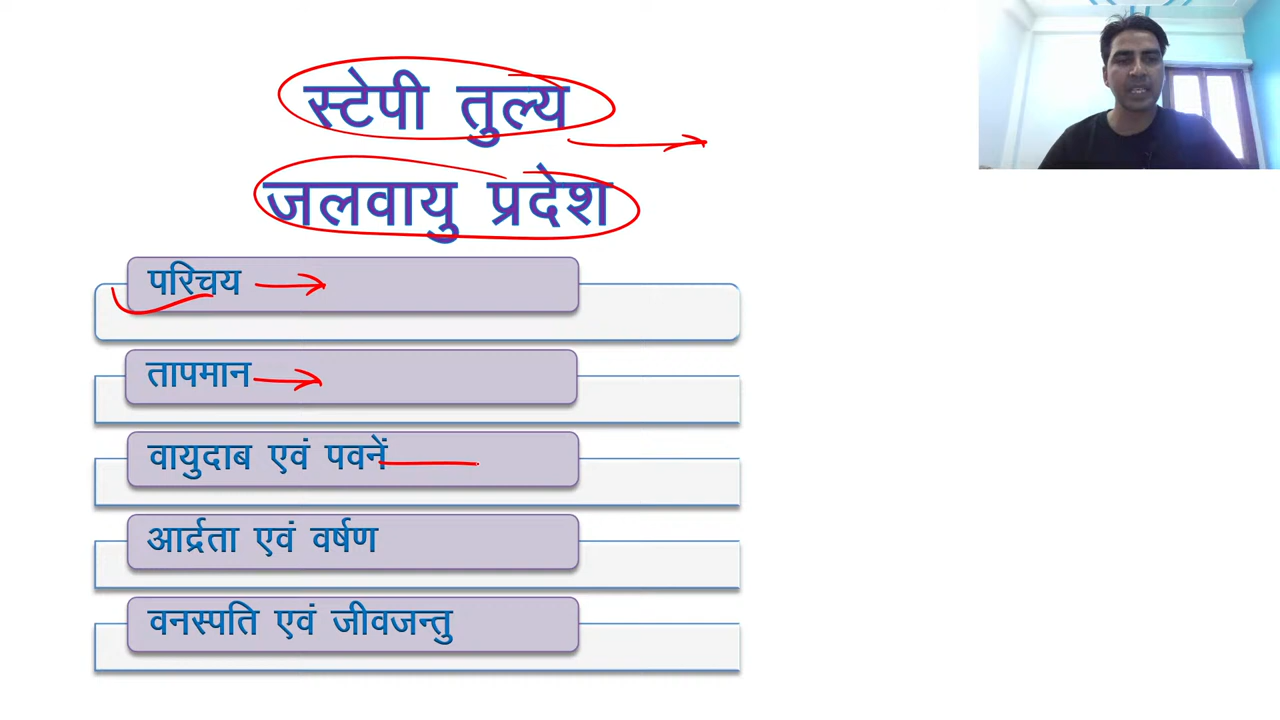 स्टेपी तुल्य
जलवायु प्रदेश
परिचय
तापमान
वायुदाब एवं पवनें
आर्द्रता एवं वर्षण
वनस्पति एवं जीवजन्तु